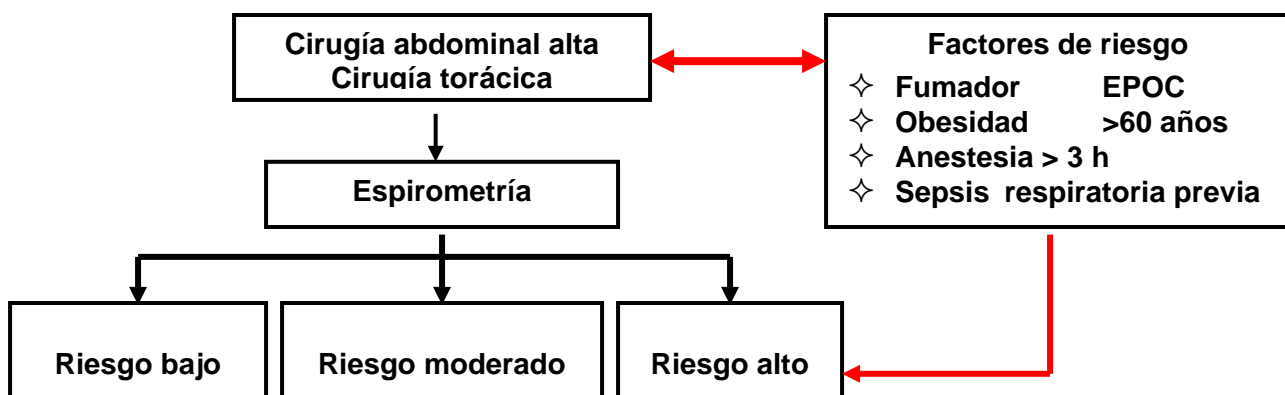 Cirugía abdominal alta
Cirugía torácica
Factores de riesgo
✧ Fumador EPOC
✧ Obesidad >60 años
✧ Anestesia > 3 h
✧ Sepsis respiratoria previa
Espirometría
Riesgo bajo
Riesgo moderado
Riesgo alto